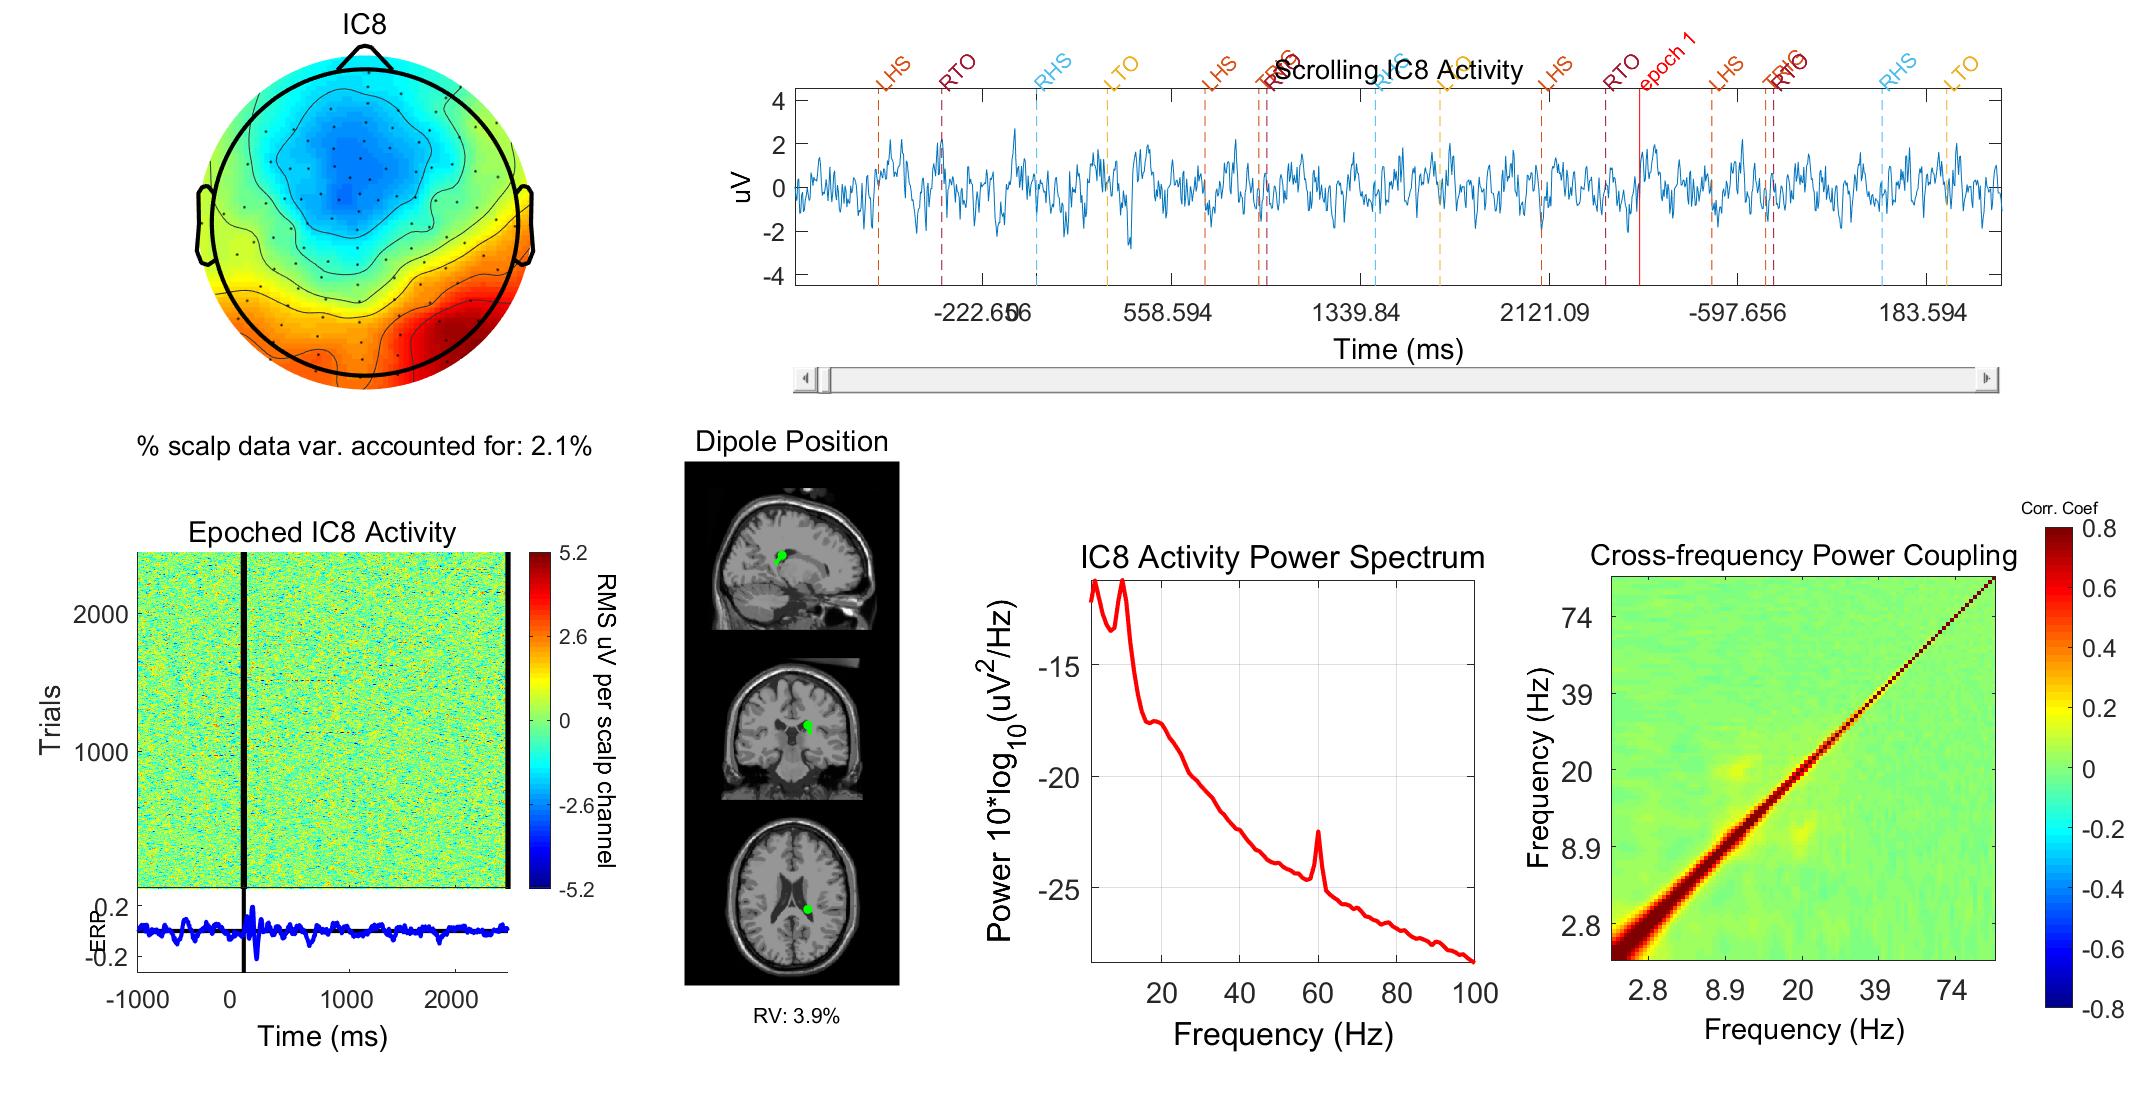 IC8
% scalp data var. accounted for: 2.1%
LHS
RTO
RHS
LTO
LHS
TRIG
RTO
RHS
LTO
LHS
RTO
epoch 1
LHS
TRIG
RTO
RHS
LTO
Scrolling IC8 Activity
uV
4
2
0
-2
-4
-222.656
0
558.594
1339.84
2121.09
-597.656
183.594
Time (ms)
Epoched IC8 Activity
Trials
2000
1000
5.2
2.6
0
-2.6
-5.2
RMS uV per scalp channel
ERP
0.2
-0.2
-1000
0
1000
2000
Time (ms)
Dipole Position
RV: 3.9%
IC8 Activity Power Spectrum
Power 10*log10(uV2/Hz)
-15
-20
-25
20
40
60
80
100
Frequency (Hz)
Cross-frequency Power Coupling
Frequency (Hz)
74
39
20
8.9
2.8
2.8
8.9
20
39
74
Frequency (Hz)
Corr. Coef
0.8
0.6
0.4
0.2
0
-0.2
-0.4
-0.6
-0.8